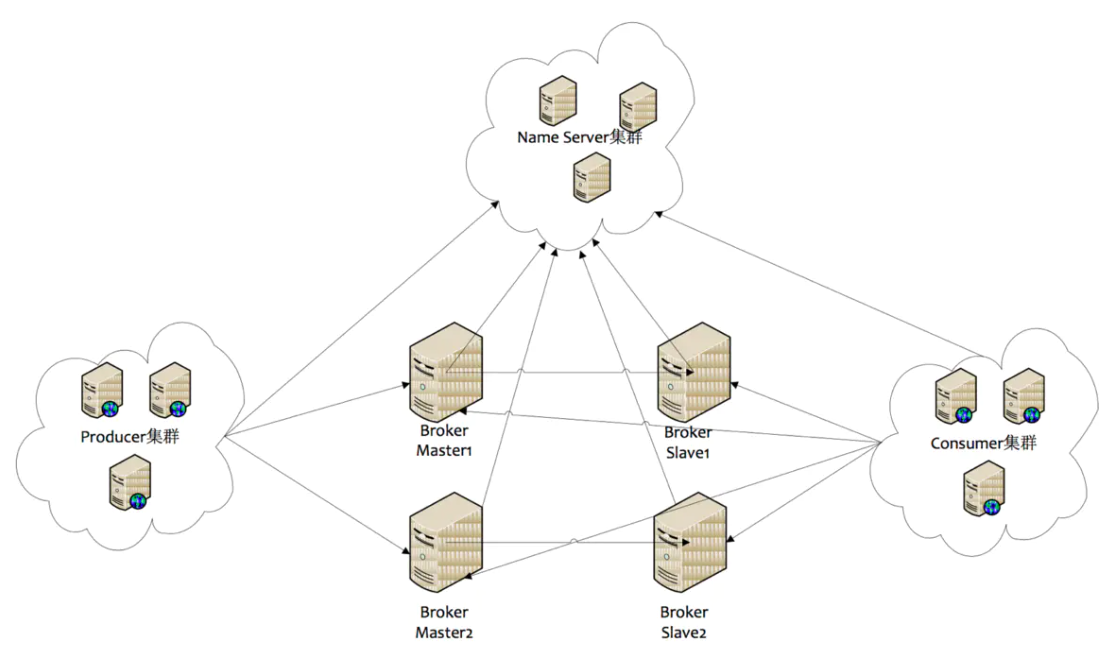 Name Server集群
Producer集群
Broker
Master1
Broker
Slave1
Consumer集群
Broker
Master2
Broker
Slave2